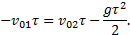 -v₀₁τ = v₀₂τ - gτ²/2.